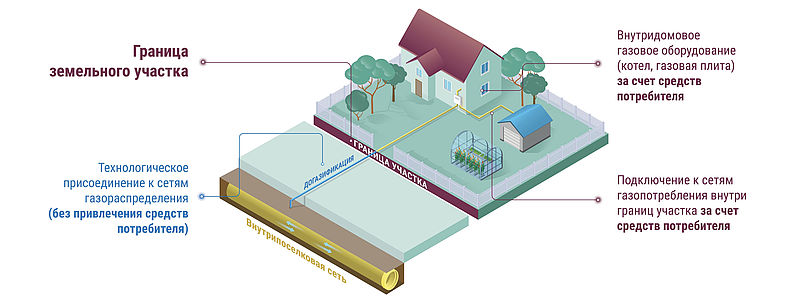 Граница
земельного участка
Технологическое
присоединение к сетям
газораспределения
(без привлечения средств
потребителя)
ДОГАЗИФИКАЦИЯ
ГРАНИЦА УЧАСТКА
Внутрипоселковая сеть
Внутридомовое
газовое оборудование
(котел, газовая плита)
за счет средств
потребителя
Подключение к сетям
газопотребления внутри
границ участка за счет
средств потребителя